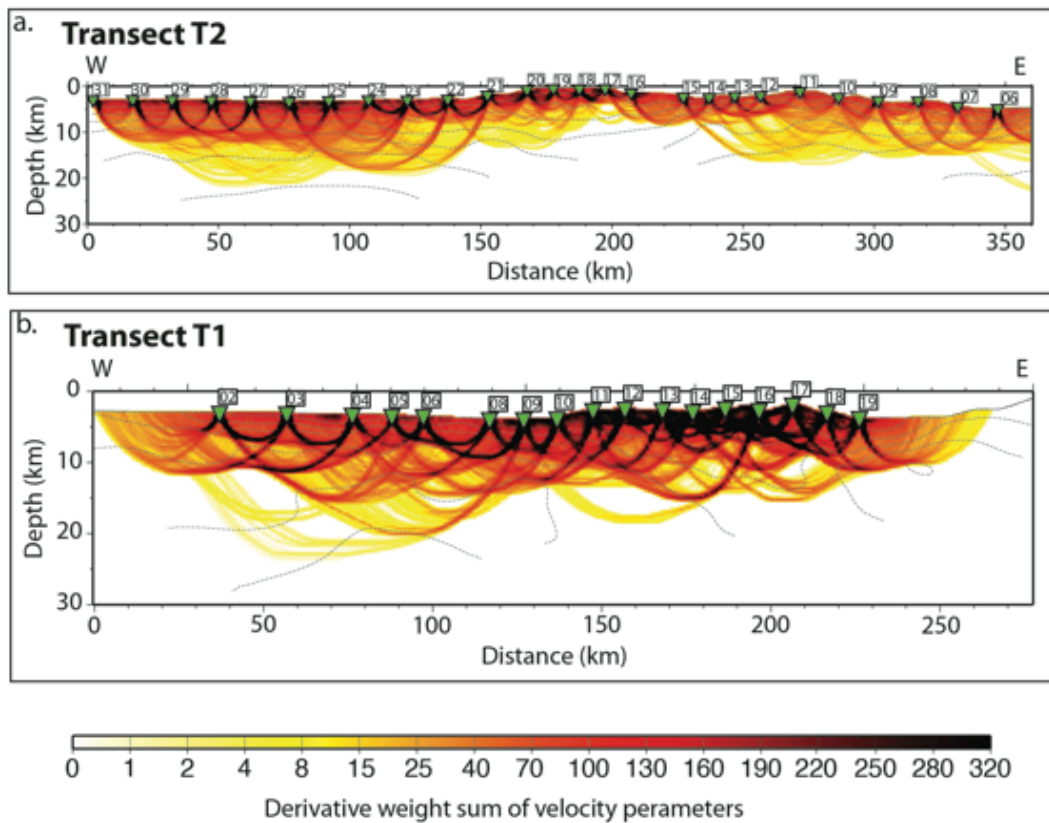 a.
Transect T2
W E
31 30 29 28 27 26 25 24 23 22 21 20 19 18 17 16 15 14 13 12 11 10 09 08 07 06
0
10
20
30
Depth (km)
0 50 100 150 200 250 300 350
Distance (km)
b.
Transect T1
W E
02 03 04 05 06 08 09 10 11 12 13 14 15 16 17 18 19
0
10
20
30
Depth (km)
0 50 100 150 200 250
Distance (km)
0 1 2 4 8 15 25 40 70 100 130 160 190 220 250 280 320
Derivative weight sum of velocity perameters